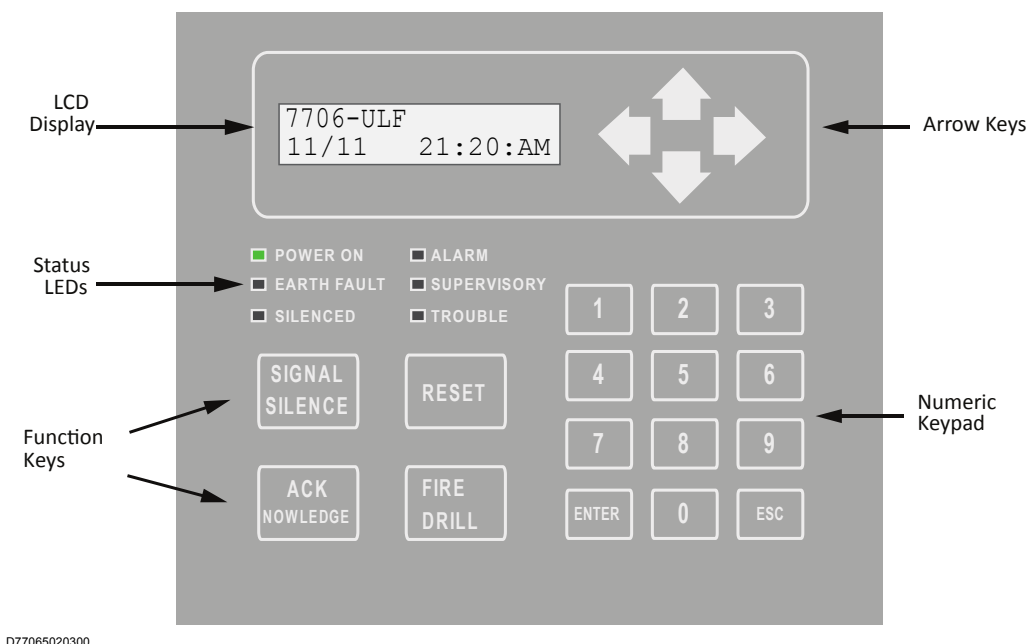 LCD
Display
7706-ULF
11/11 21:20:AM
Arrow Keys
Status
LEDs
POWER ON
ALARM
EARTH FAULT
SUPERVISORY
SILENCED
TROUBLE
1 2 3
SIGNAL
SILENCE
RESET
4 5 6
Numeric
Keypad
Function
Keys
7 8 9
ACK
NOWLEDGE
FIRE
DRILL
ENTER 0 ESC
D77065020300